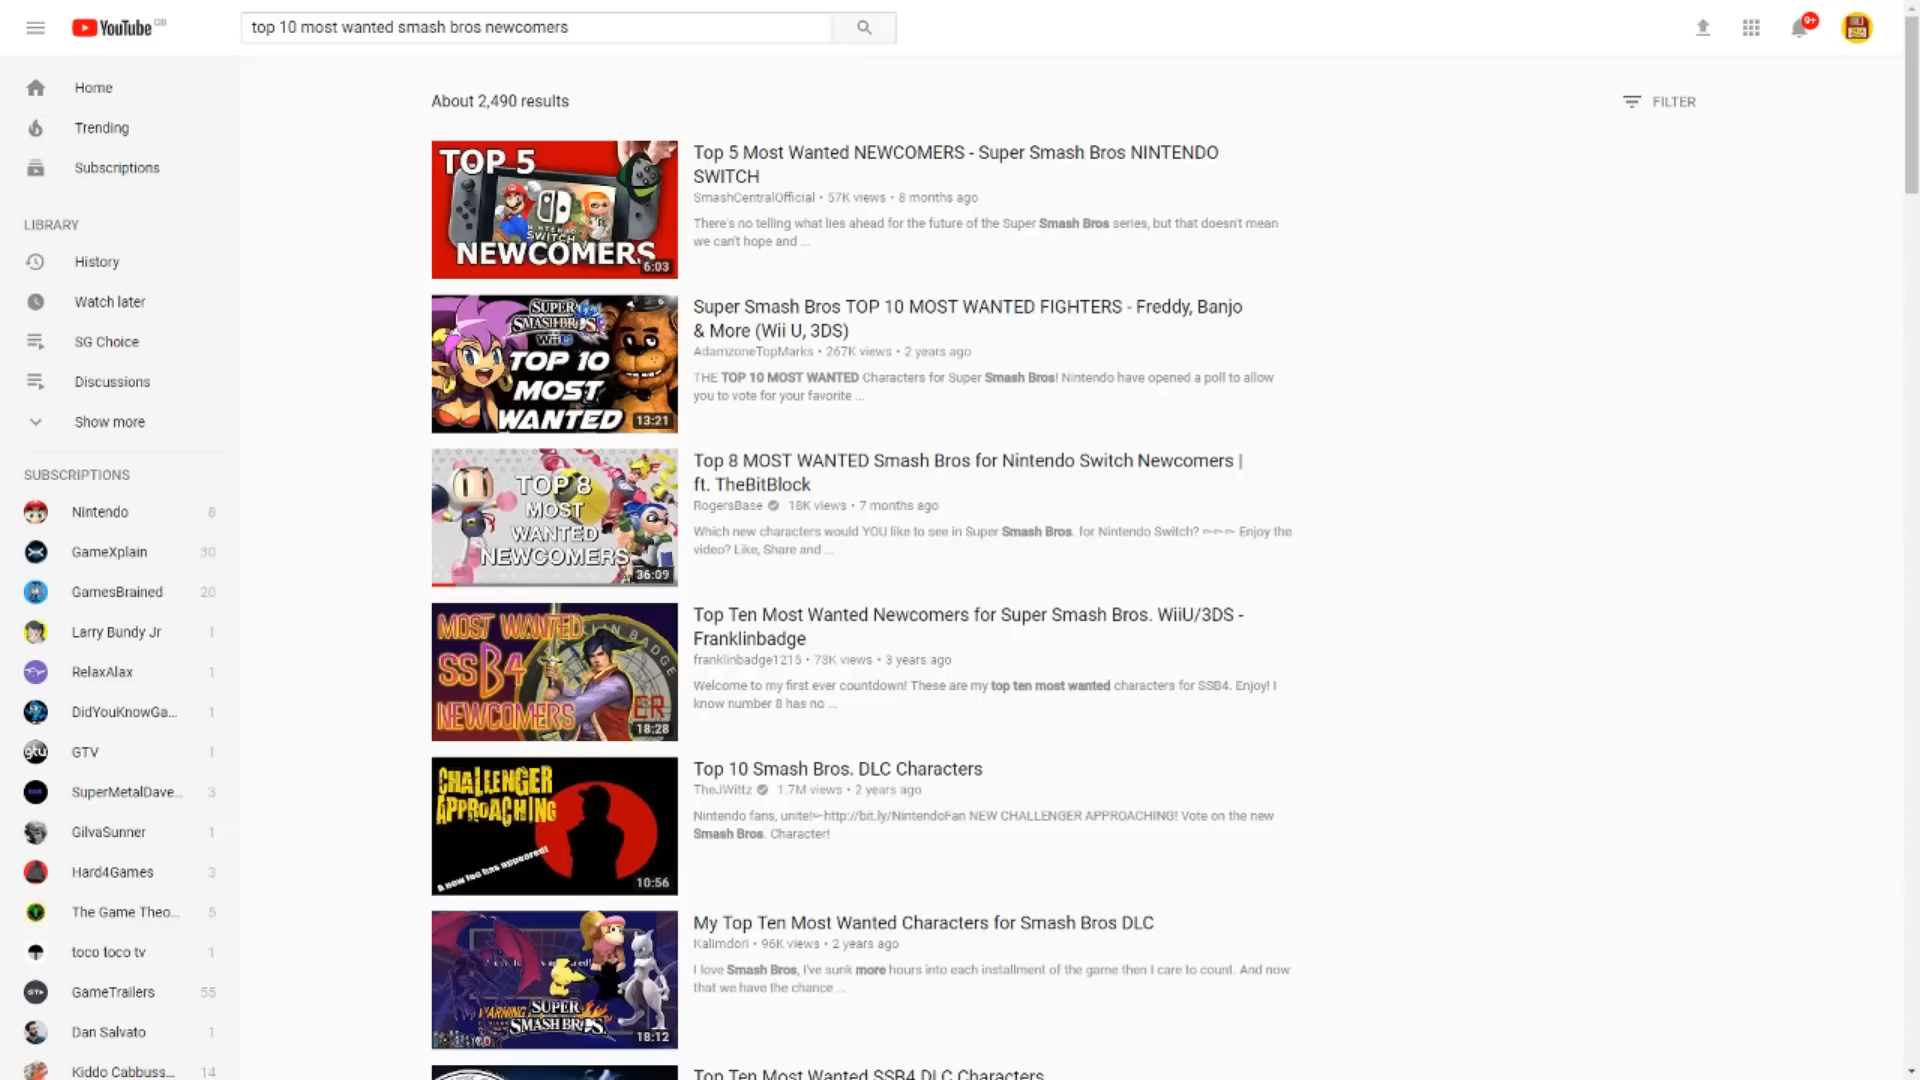 YouTube GB
top 10 most wanted smash bros newcomers
9+
Home
Trending
Subscriptions
LIBRARY
History
Watch later
SG Choice
Discussions
Show more
SUBSCRIPTIONS
Nintendo 8
GameXplain 30
GamesBrained 20
Larry Bundy Jr 1
RelaxAlax 1
DidYouKnowGa... 1
GTV 1
SuperMetalDave... 3
GilvaSunner 1
Hard4Games 3
The Game Theo... 5
toco toco tv 1
GameTrailers 55
Dan Salvato 1
Kiddo Cabbuss... 14
About 2,490 results
FILTER
TOP 5
NINTENDO
SWITCH
NEWCOMERS
6:03
Top 5 Most Wanted NEWCOMERS - Super Smash Bros NINTENDO
SWITCH
SmashCentralOfficial • 57K views • 8 months ago
There's no telling what lies ahead for the future of the Super Smash Bros series, but that doesn't mean
we can't hope and ...
SUPER
SMASH BROS
Wii U
TOP 10
MOST
WANTED
13:21
Super Smash Bros TOP 10 MOST WANTED FIGHTERS - Freddy, Banjo
& More (Wii U, 3DS)
AdamzoneTopMarks • 267K views • 2 years ago
THE TOP 10 MOST WANTED Characters for Super Smash Bros! Nintendo have opened a poll to allow
you to vote for your favorite ...
TOP 8
MOST
WANTED
NEWCOMERS
36:09
Top 8 MOST WANTED Smash Bros for Nintendo Switch Newcomers |
ft. TheBitBlock
RogersBase 18K views • 7 months ago
Which new characters would YOU like to see in Super Smash Bros. for Nintendo Switch? ►►► Enjoy the
video? Like, Share and ...
MOST WANTED
SSB4
NEWCOMERS
18:28
Top Ten Most Wanted Newcomers for Super Smash Bros. WiiU/3DS -
Franklinbadge
franklinbadge1215 • 73K views • 3 years ago
Welcome to my first ever countdown! These are my top ten most wanted characters for SSB4. Enjoy! I
know number 8 has no ...
CHALLENGER
APPROACHING
A new foe has appeared!
10:56
Top 10 Smash Bros. DLC Characters
TheJWittz 1.7M views • 2 years ago
Nintendo fans, unite!►http://bit.ly/NintendoFan NEW CHALLENGER APPROACHING! Vote on the new
Smash Bros. Character!
WARNING
SUPER
SMASH BROS.
18:12
My Top Ten Most Wanted Characters for Smash Bros DLC
Kalimdori • 96K views • 2 years ago
I love Smash Bros, I've sunk more hours into each installment of the game then I care to count. And now
that we have the chance ...
Top Ten Most Wanted SSB4 DLC Characters